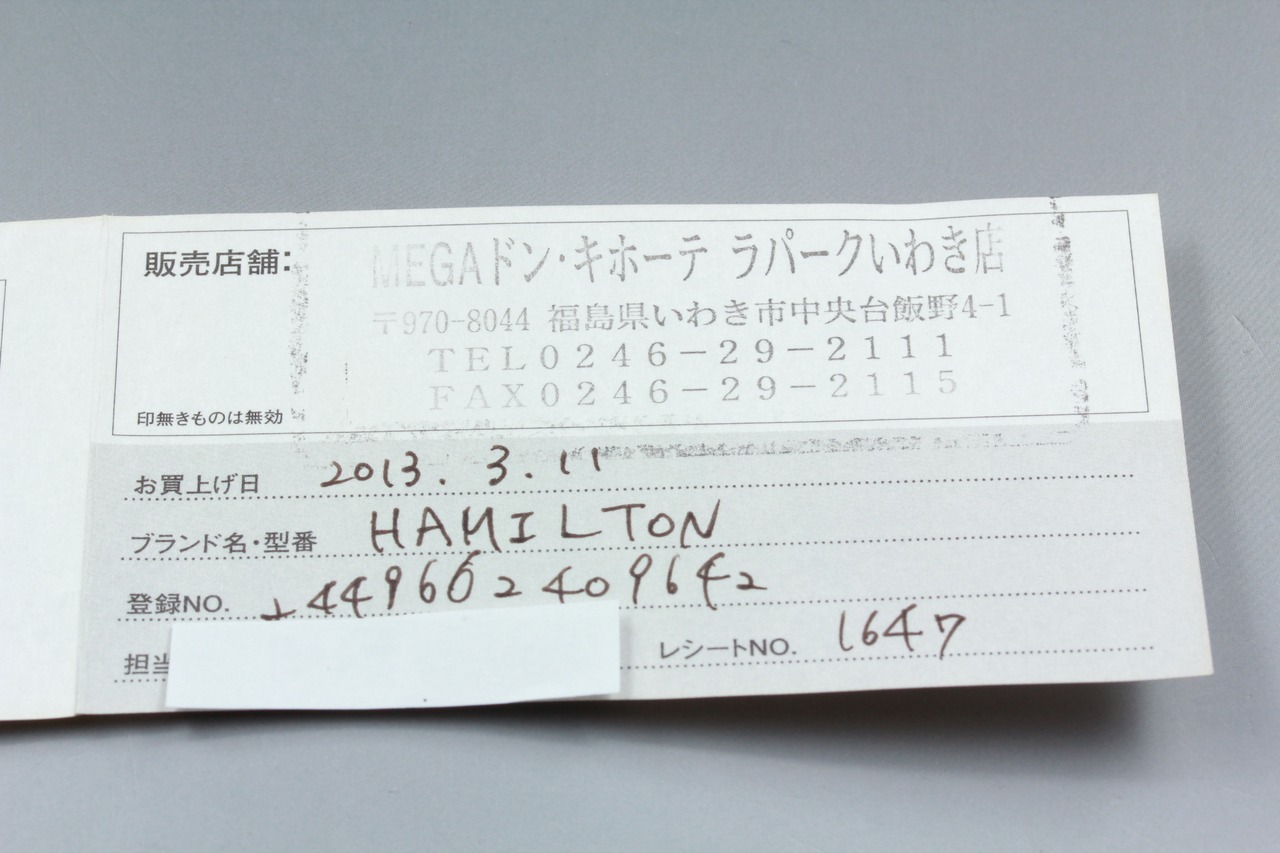 販売店舗:
MEGAドン・キホーテ ラパークいわき店
〒970-8044 福島県いわき市中央台飯野4-1
TEL0246-29-2111
FAX0246-29-2115
印無きものは無効
お買上げ日 2013.3.11
ブランド名・型番 HAMILTON
登録NO. 449602409642
担当
レシートNO. 1647